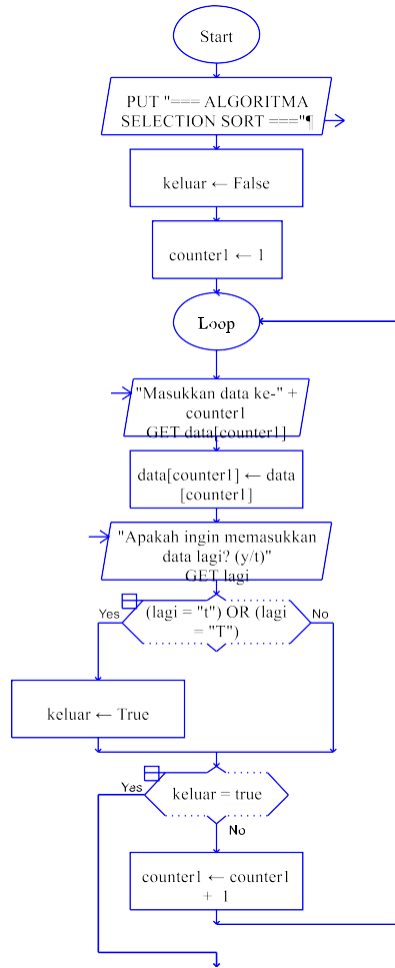 Start
PUT "=== ALGORITMA
SELECTION SORT ==="¶
keluar ← False
counter1 ← 1
Loop
"Masukkan data ke-" +
counter1
GET data[counter1]
data[counter1] ← data
[counter1]
"Apakah ingin memasukkan
data lagi? (y/t)"
GET lagi
Yes
(lagi = "t") OR (lagi
= "T")
No
keluar ← True
Yes
keluar = true
No
counter1 ← counter1
+ 1